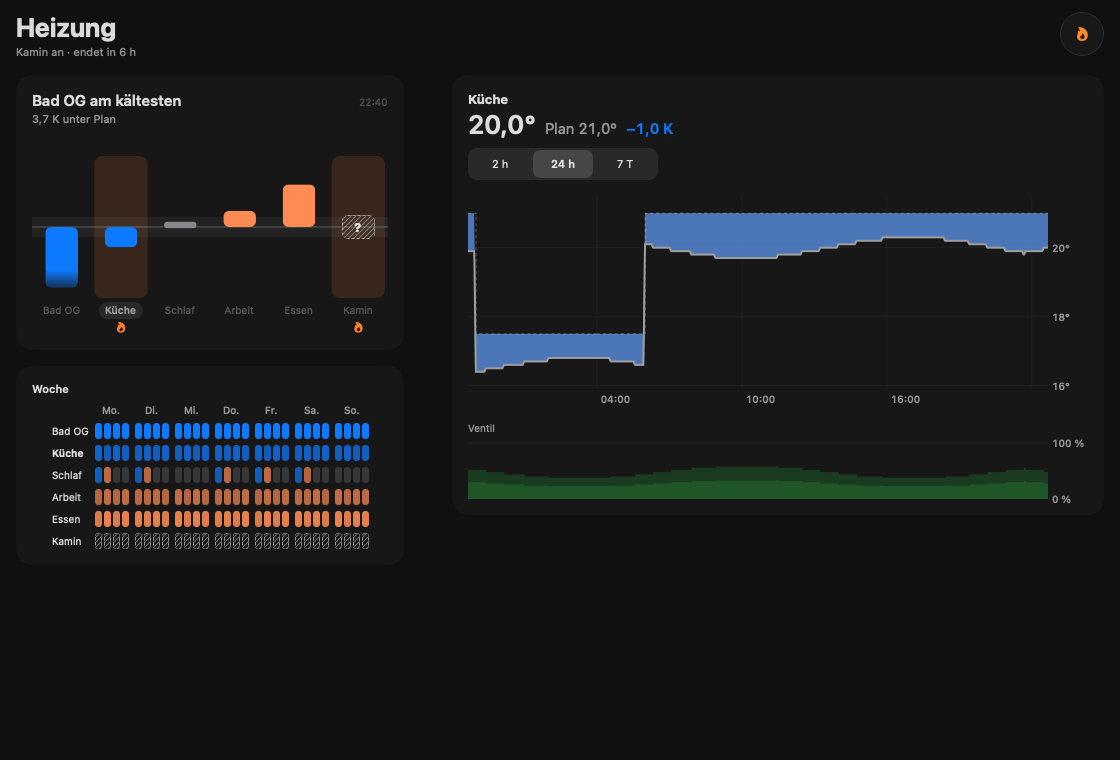 Heizung
Kamin an · endet in 6 h
Bad OG am kältesten
22:40
3,7 K unter Plan
?
Bad OG Küche Schlaf Arbeit Essen Kamin
Woche
Mo. Di. Mi. Do. Fr. Sa. So.
Bad OG
Küche
Schlaf
Arbeit
Essen
Kamin
Küche
20,0° Plan 21,0° −1,0 K
2 h 24 h 7 T
20°
18°
16°
04:00 10:00 16:00
Ventil
100 %
0 %